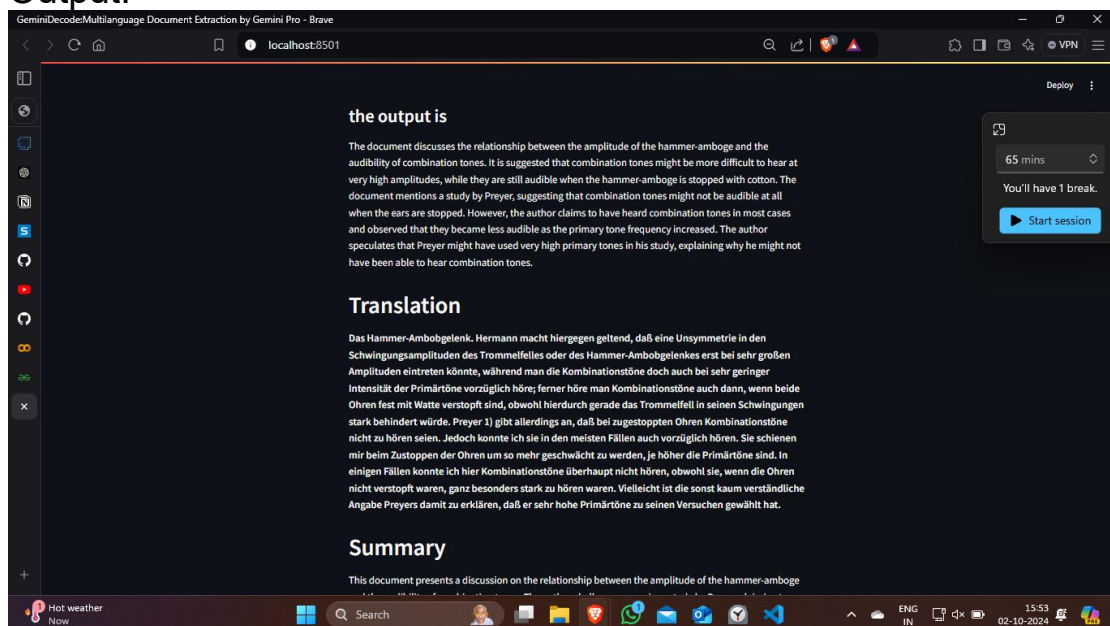 Output:
GeminiDecode:Multilanguage Document Extraction by Gemini Pro - Brave
localhost:8501
VPN
Deploy
the output is
The document discusses the relationship between the amplitude of the hammer-amboge and the
audibility of combination tones. It is suggested that combination tones might be more difficult to hear at
very high amplitudes, while they are still audible when the hammer-amboge is stopped with cotton. The
document mentions a study by Preyer, suggesting that combination tones might not be audible at all
when the ears are stopped. However, the author claims to have heard combination tones in most cases
and observed that they became less audible as the primary tone frequency increased. The author
speculates that Preyer might have used very high primary tones in his study, explaining why he might not
have been able to hear combination tones.
65 mins
You'll have 1 break.
Start session
Translation
Das Hammer-Ambobgelenk. Hermann macht hiergegen geltend, daß eine Unsymmetrie in den
Schwingungsamplituden des Trommelfelles oder des Hammer-Ambobgelenkes erst bei sehr großen
Amplituden eintreten könnte, während man die Kombinationstöne doch auch bei sehr geringer
Intensität der Primärtöne vorzüglich höre; ferner höre man Kombinationstöne auch dann, wenn beide
Ohren fest mit Watte verstopft sind, obwohl hierdurch gerade das Trommelfell in seinen Schwingungen
stark behindert würde. Preyer 1) gibt allerdings an, daß bei zugestoppten Ohren Kombinationstöne
nicht zu hören seien. Jedoch konnte ich sie in den meisten Fällen auch vorzüglich hören. Sie schienen
mir beim Zustoppen der Ohren um so mehr geschwächt zu werden, je höher die Primärtöne sind. In
einigen Fällen konnte ich hier Kombinationstöne überhaupt nicht hören, obwohl sie, wenn die Ohren
nicht verstopft waren, ganz besonders stark zu hören waren. Vielleicht ist die sonst kaum verständliche
Angabe Preyers damit zu erklären, daß er sehr hohe Primärtöne zu seinen Versuchen gewählt hat.
Summary
This document presents a discussion on the relationship between the amplitude of the hammer-amboge
Hot weather
Now
Search
ENG
IN
15:53
02-10-2024